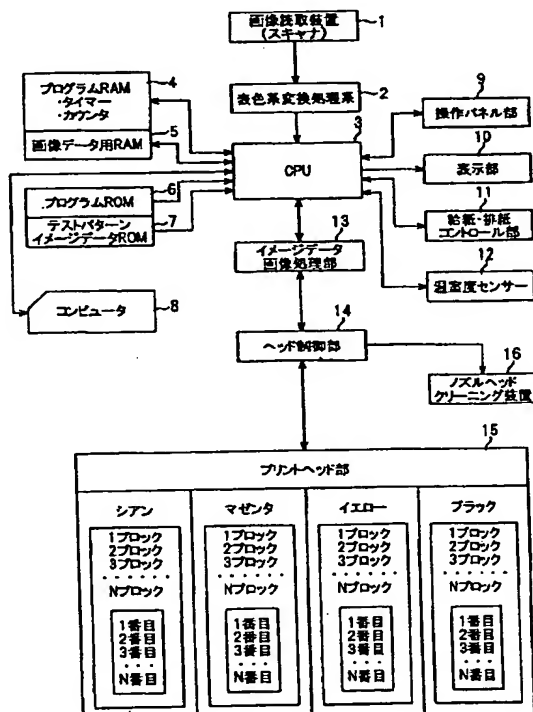 画像読取装置
(スキャナ)
1
表色系変換処理系
2
プログラムRAM
・タイマー
・カウンタ
4
画像データ用RAM
5
3
CPU
操作パネル部
9
表示部
10
給紙・排紙
コントロール部
11
温室度センサー
12
プログラムROM
6
テストパターン
イメージデータROM
7
コンピュータ
8
イメージデータ
画像処理部
13
ヘッド制御部
14
ノズルヘッド
クリーニング装置
16
15
プリントヘッド部
シアン
1ブロック
2ブロック
3ブロック
・・・・・
Nブロック
1番目
2番目
3番目
・・
N番目
マゼンタ
1ブロック
2ブロック
3ブロック
・・・・・
Nブロック
1番目
2番目
3番目
・・
N番目
イエロー
1ブロック
2ブロック
3ブロック
・・・・・
Nブロック
1番目
2番目
3番目
・・
N番目
ブラック
1ブロック
2ブロック
3ブロック
・・・・・
Nブロック
1番目
2番目
3番目
・・
N番目